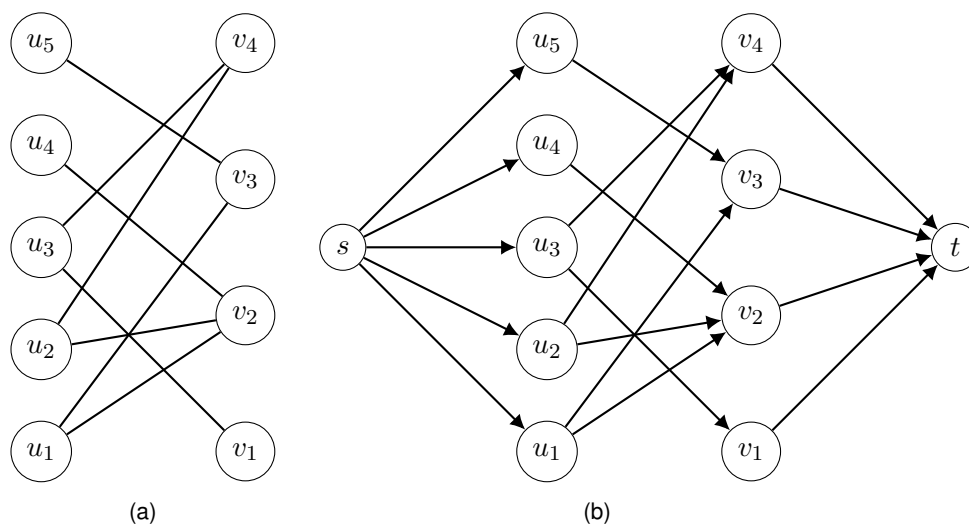 u5 v4 u5 v4
u4 u4
v3 v3
u3 s u3 t
v2 v2
u2 u2
u1 v1 u1 v1
(a) (b)